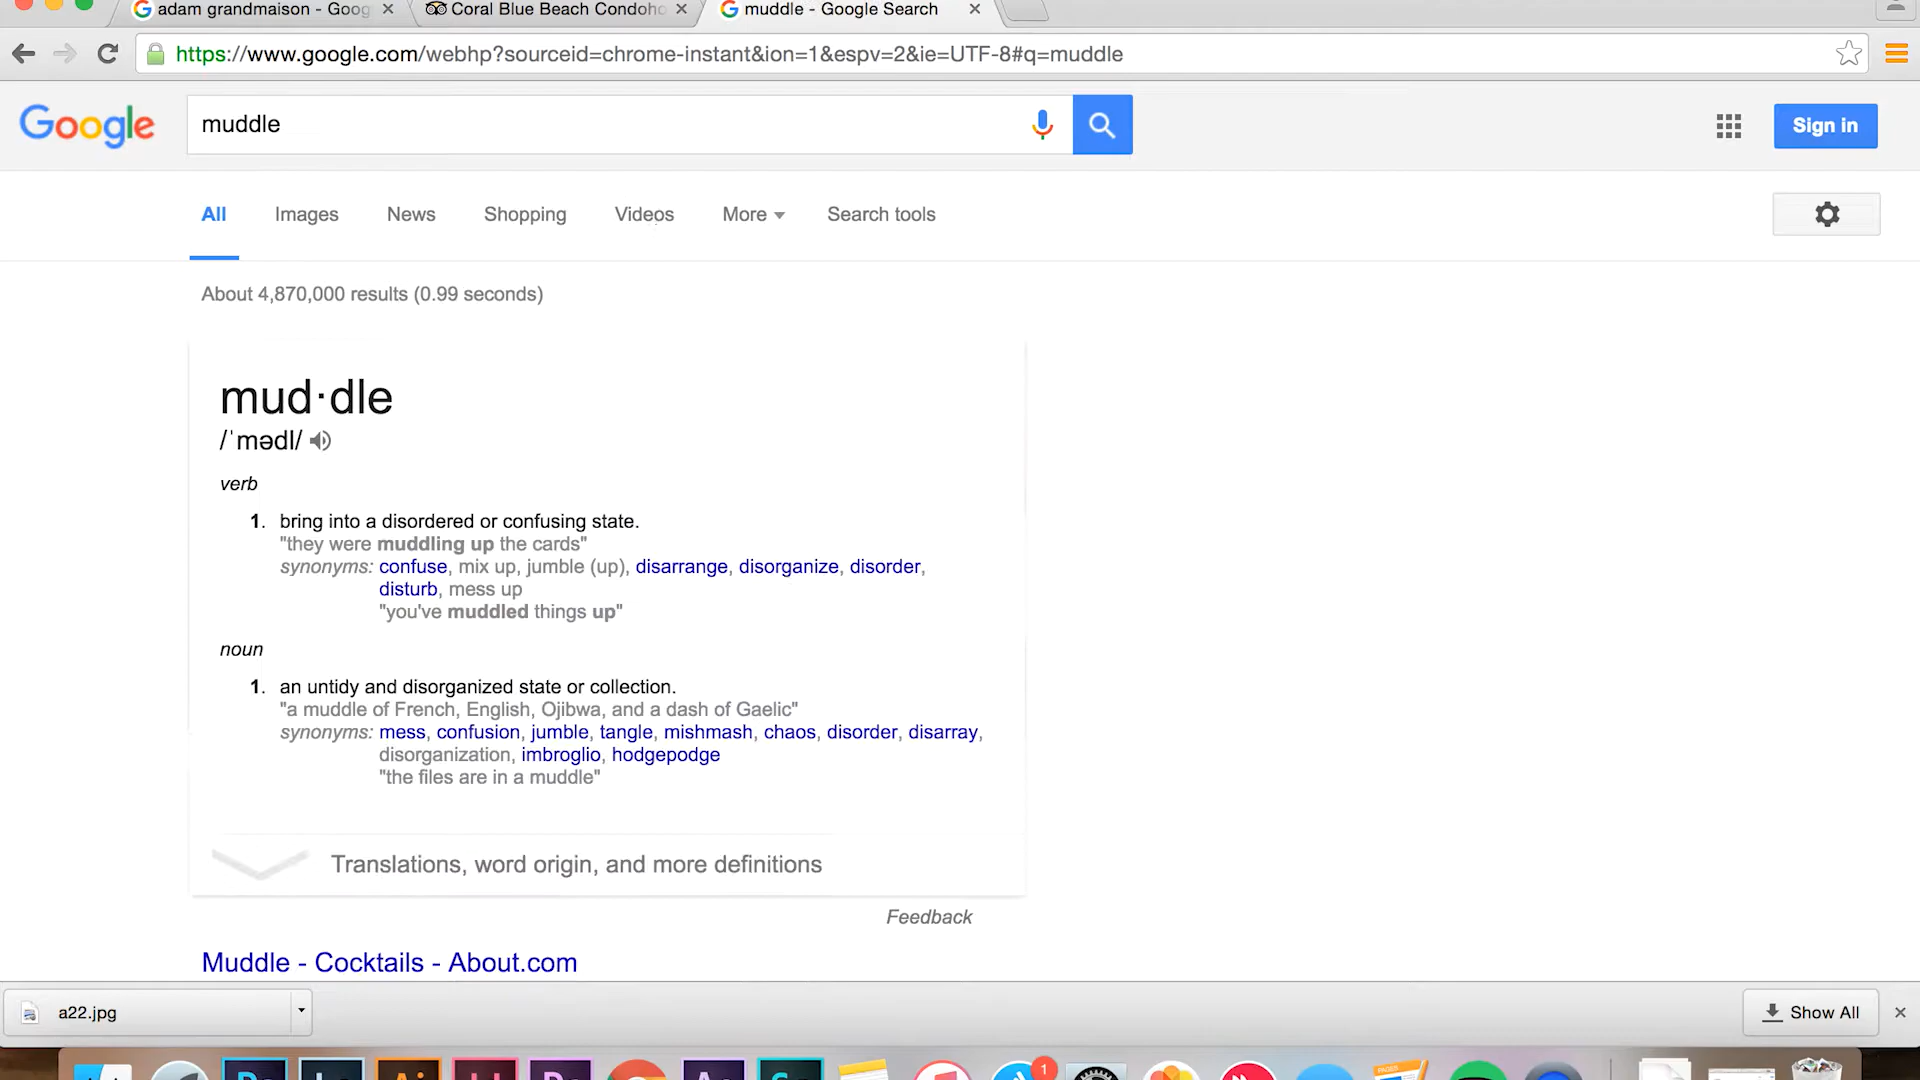 adam grandmaison - Goog
Coral Blue Beach Condoho
muddle - Google Search
https://www.google.com/webhp?sourceid=chrome-instant&ion=1&espv=2&ie=UTF-8#q=muddle
Google
muddle
Sign in
All
Images
News
Shopping
Videos
More
Search tools
About 4,870,000 results (0.99 seconds)
mud·dle
/ˈmədl/
verb
1. bring into a disordered or confusing state.
"they were muddling up the cards"
synonyms: confuse, mix up, jumble (up), disarrange, disorganize, disorder,
disturb, mess up
"you've muddled things up"
noun
1. an untidy and disorganized state or collection.
"a muddle of French, English, Ojibwa, and a dash of Gaelic"
synonyms: mess, confusion, jumble, tangle, mishmash, chaos, disorder, disarray,
disorganization, imbroglio, hodgepodge
"the files are in a muddle"
Translations, word origin, and more definitions
Feedback
Muddle - Cocktails - About.com
a22.jpg
Show All
1
PAGES